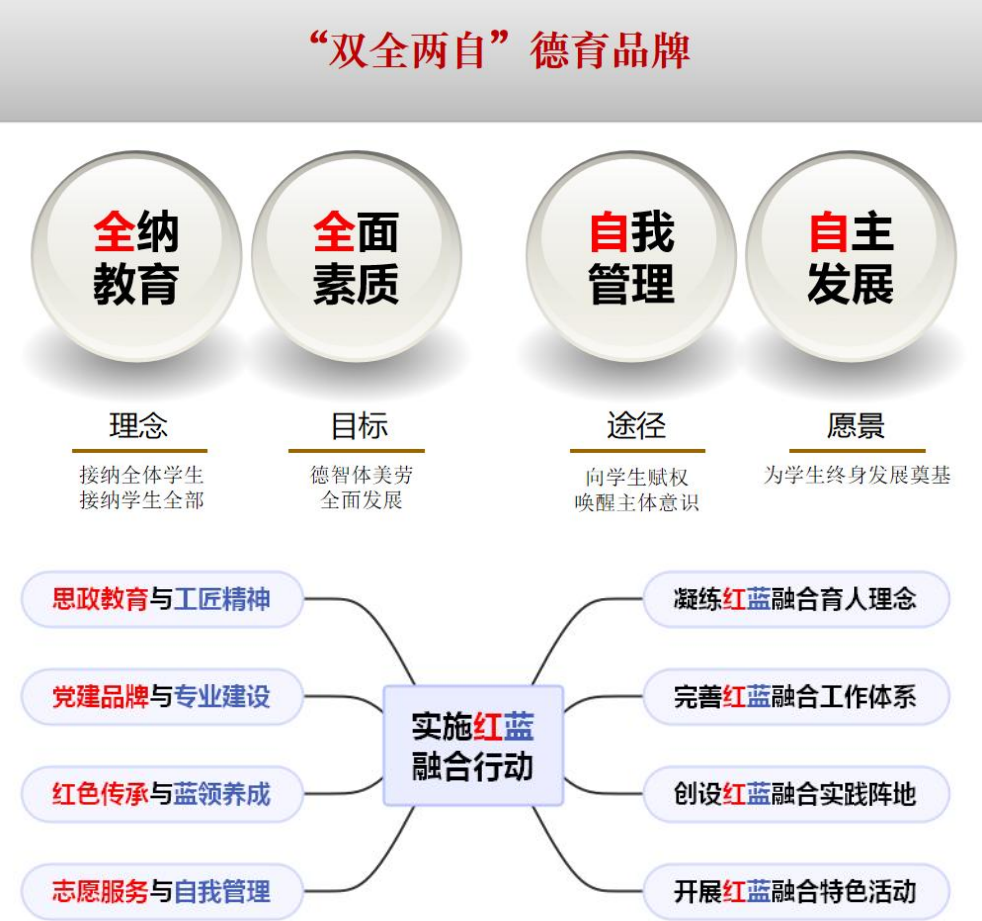 “双全两自”德育品牌
全纳
教育
全面
素质
自我
管理
自主
发展
理念
目标
途径
愿景
接纳全体学生
接纳学生全部
德智体美劳
全面发展
向学生赋权
唤醒主体意识
为学生终身发展奠基
思政教育与工匠精神
党建品牌与专业建设
红色传承与蓝领养成
志愿服务与自我管理
实施红蓝
融合行动
凝练红蓝融合育人理念
完善红蓝融合工作体系
创设红蓝融合实践阵地
开展红蓝融合特色活动